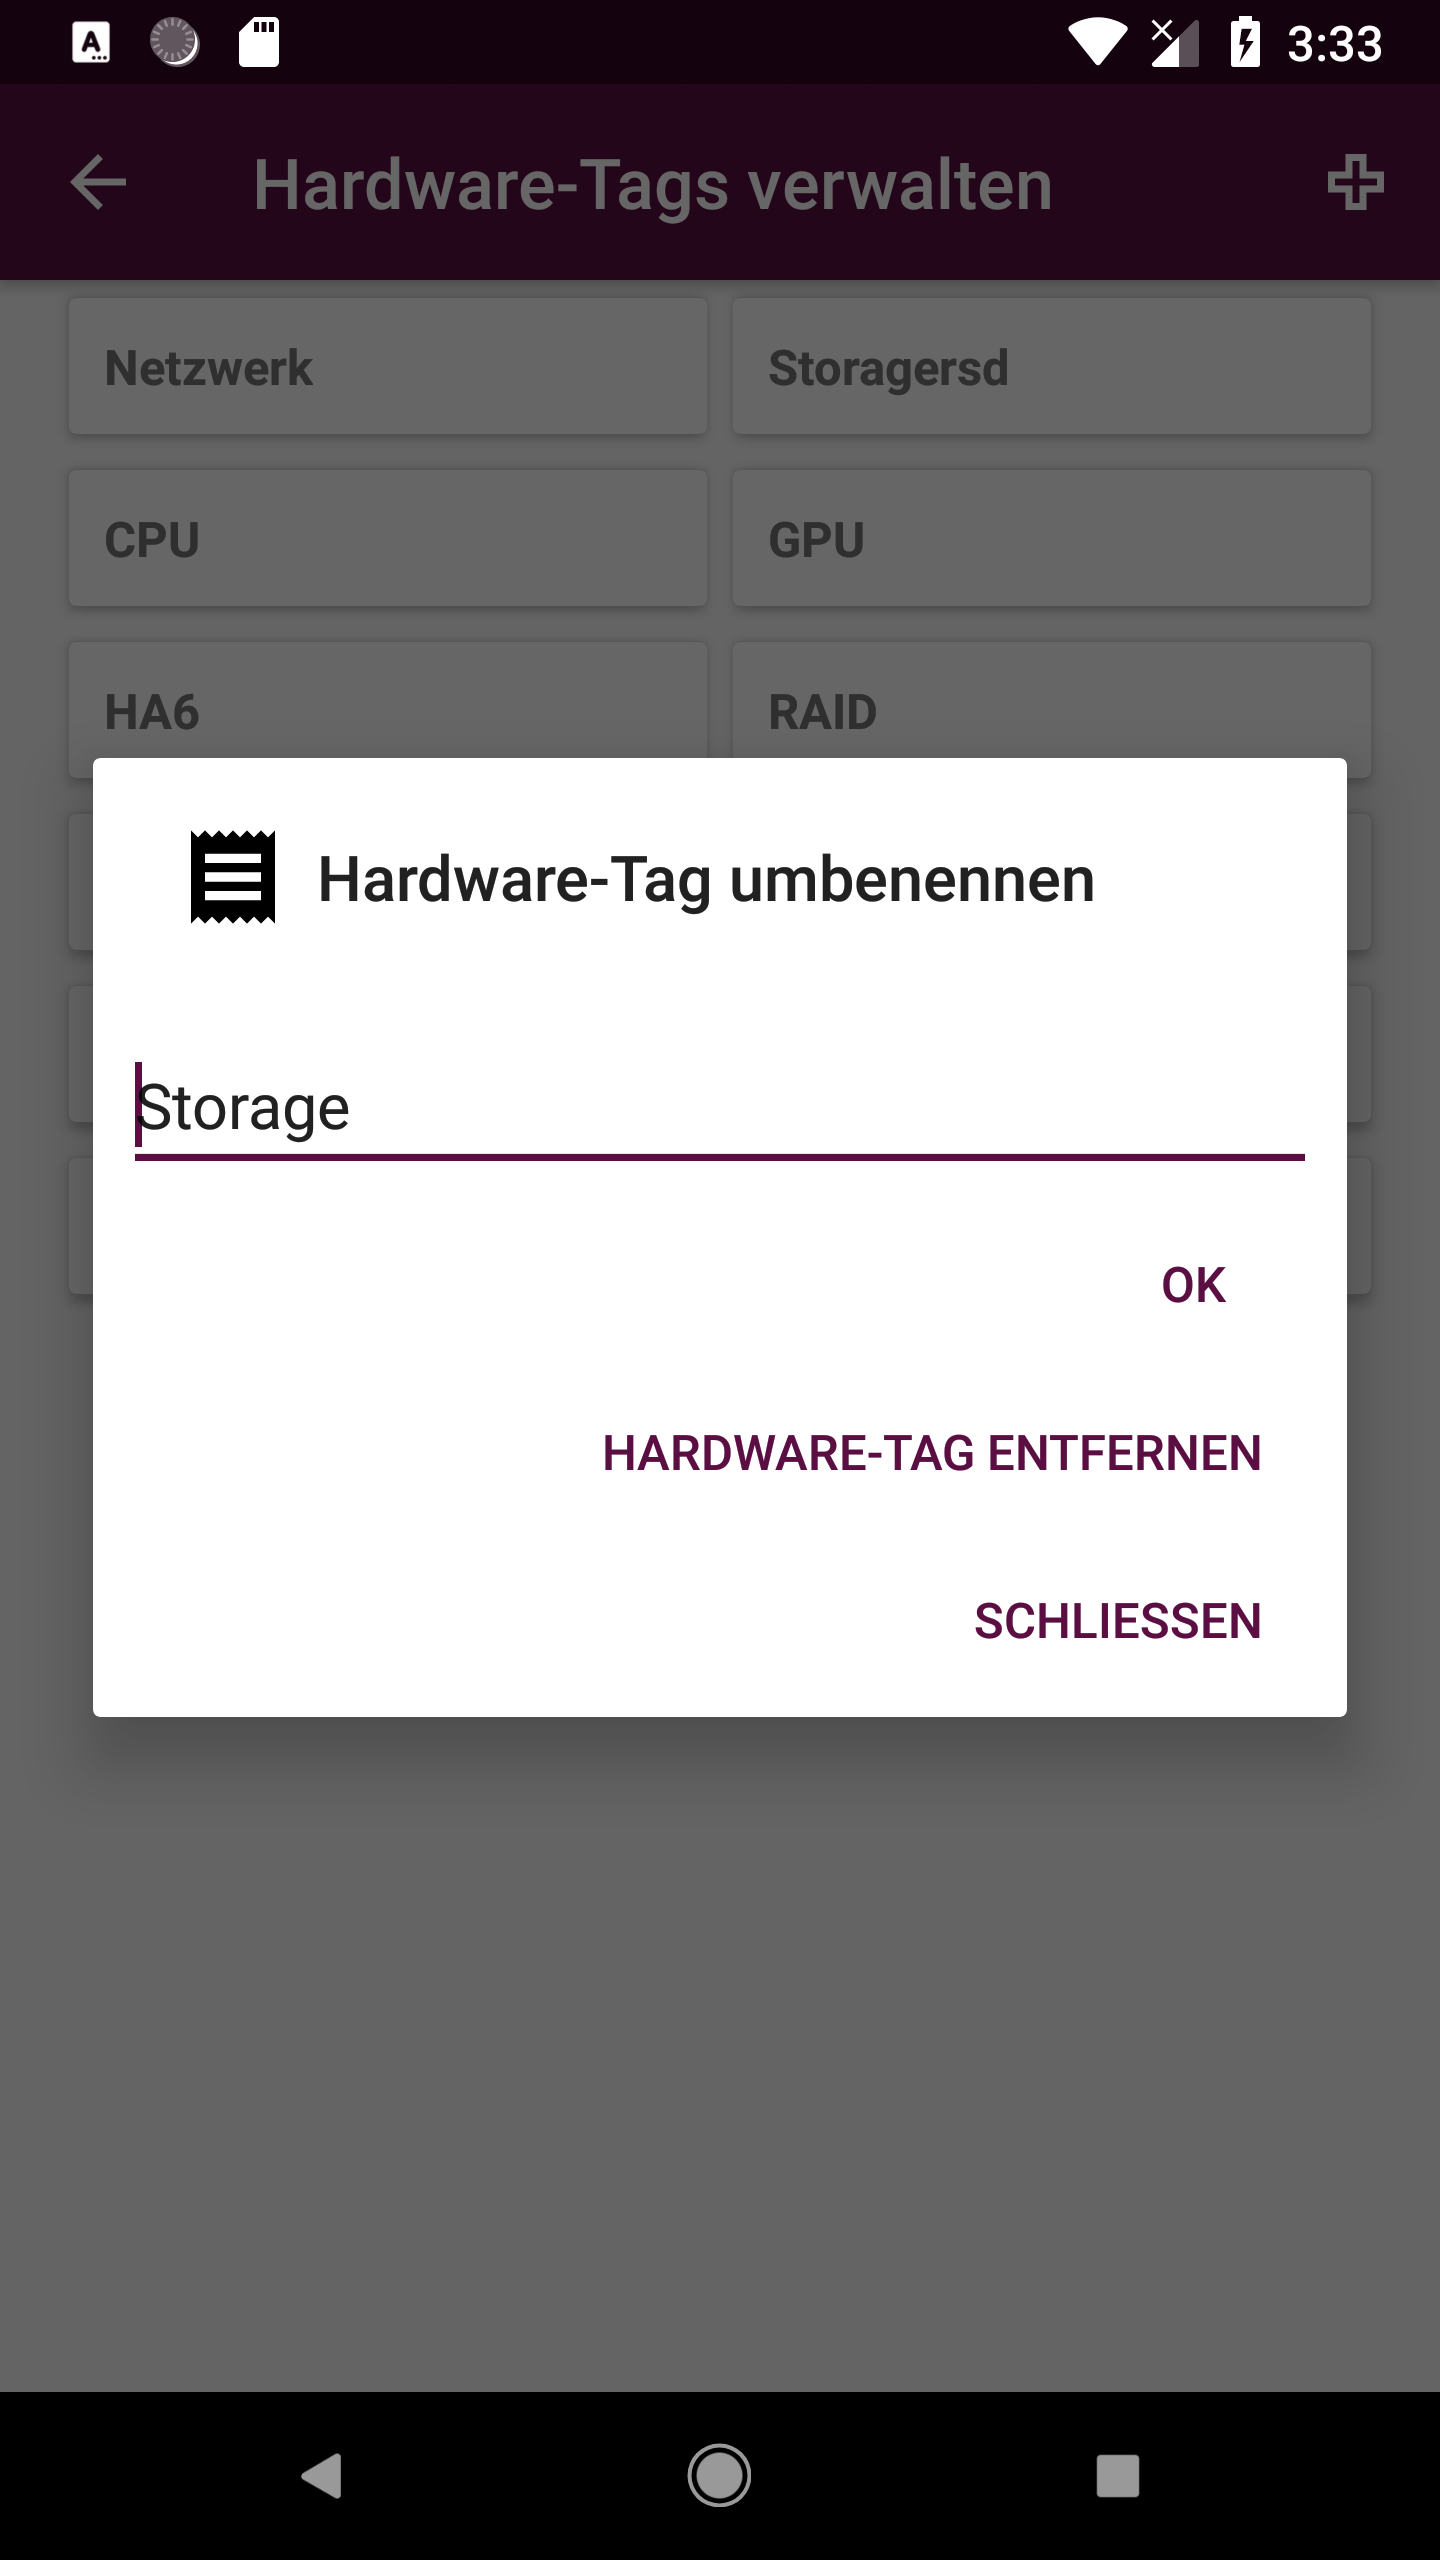 3:33
Hardware-Tags verwalten
Netzwerk
Storagersd
CPU
GPU
HA6
RAID
Hardware-Tag umbenennen
Storage
OK
HARDWARE-TAG ENTFERNEN
SCHLIESSEN